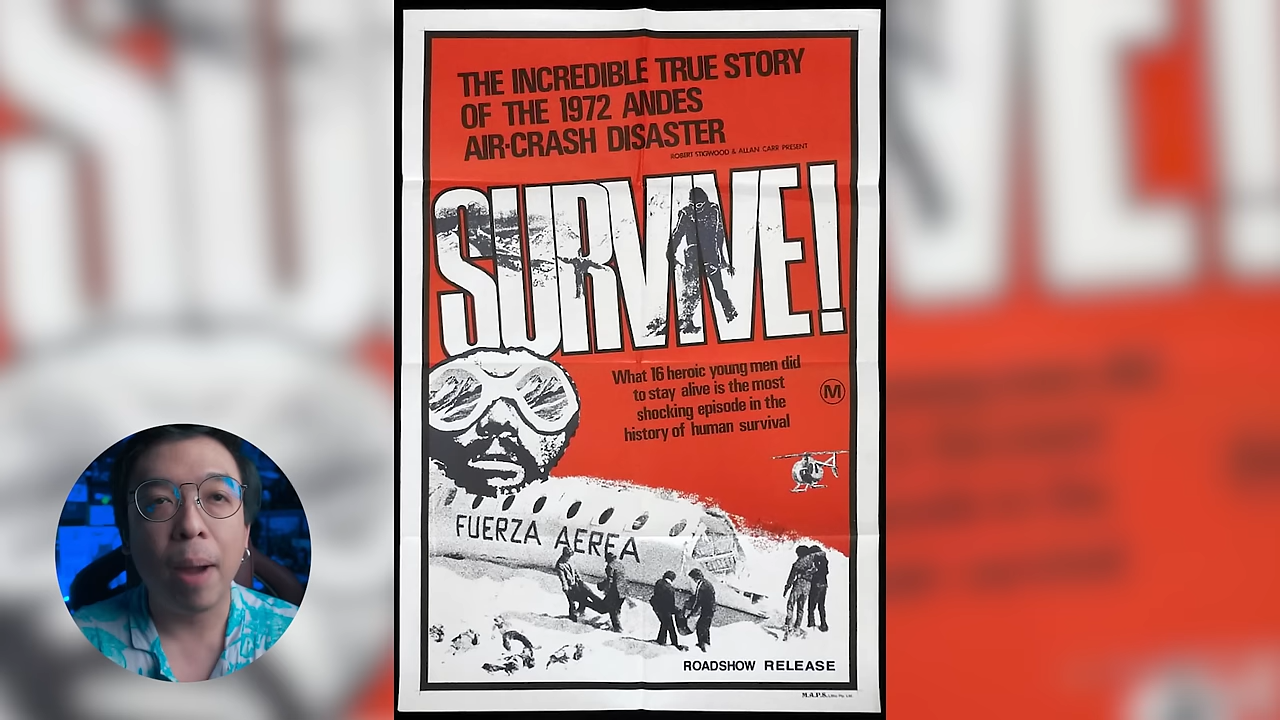 THE INCREDIBLE TRUE STORY
OF THE 1972 ANDES
AIR-CRASH DISASTER
ROBERT STIGWOOD & ALLAN CARR PRESENT
SURVIVE!
What 16 heroic young men did
to stay alive is the most
shocking episode in the
history of human survival
M
FUERZA AEREA
ROADSHOW RELEASE
M.A.P.S.